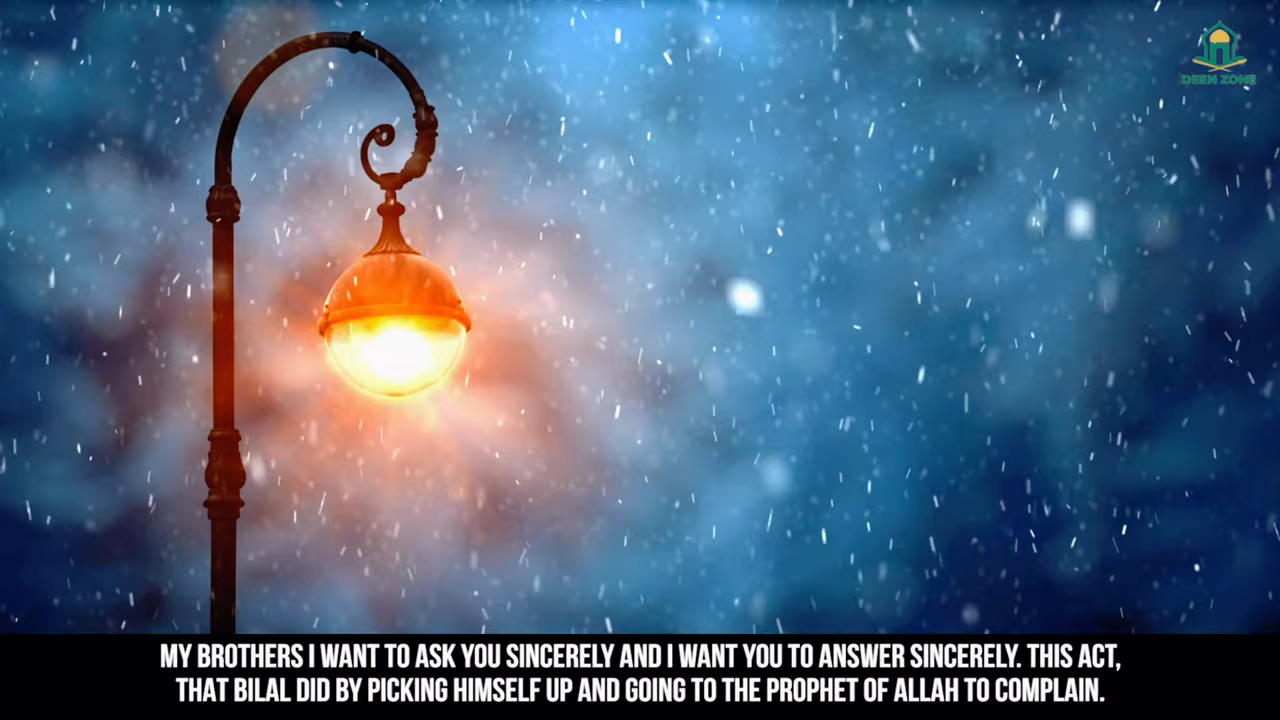 DEEN ZONE
MY BROTHERS I WANT TO ASK YOU SINCERELY AND I WANT YOU TO ANSWER SINCERELY. THIS ACT,
THAT BILAL DID BY PICKING HIMSELF UP AND GOING TO THE PROPHET OF ALLAH TO COMPLAIN.